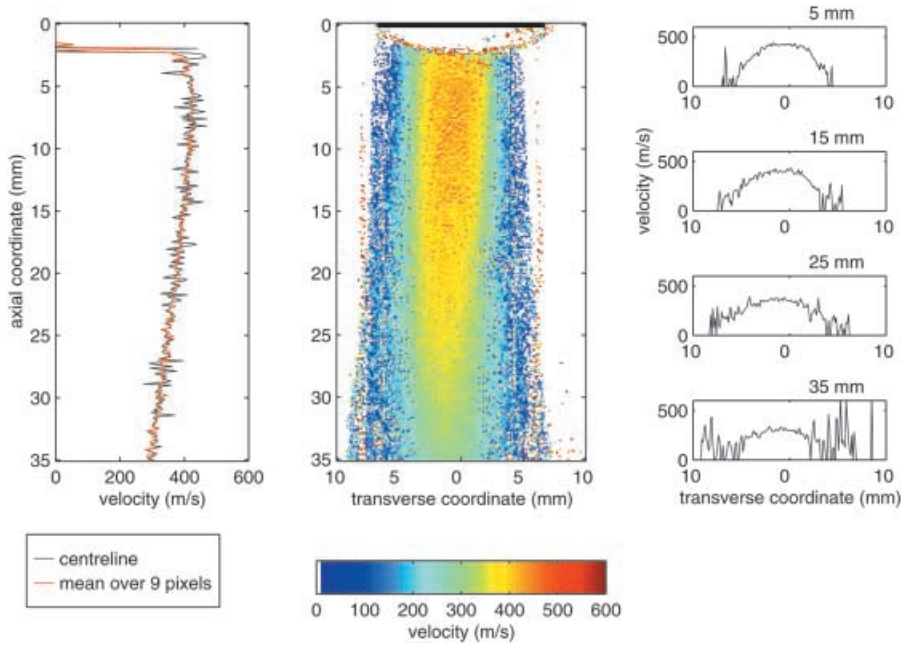 0
5
10
15
20
25
30
35
axial coordinate (mm)
0 200 400 600
velocity (m/s)
centreline
mean over 9 pixels
0
5
10
15
20
25
30
35
10 5 0 5 10
transverse coordinate (mm)
0 100 200 300 400 500 600
velocity (m/s)
5 mm
500
0
10 0 10
15 mm
500
0
10 0 10
velocity (m/s)
25 mm
500
0
10 0 10
35 mm
500
0
10 0 10
transverse coordinate (mm)